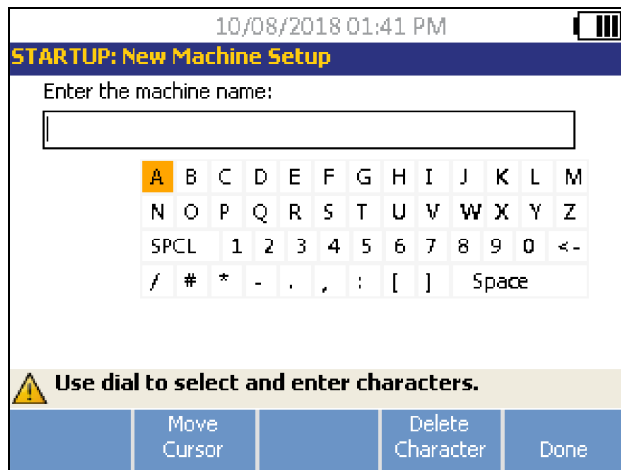 10/08/2018 01:41 PM
STARTUP: New Machine Setup
Enter the machine name:
A B C D E F G H I J K L M
N O P Q R S T U V W X Y Z
SPCL 1 2 3 4 5 6 7 8 9 0 <-
/ # * - . , : [ ] Space
Use dial to select and enter characters.
Move Cursor
Delete Character
Done